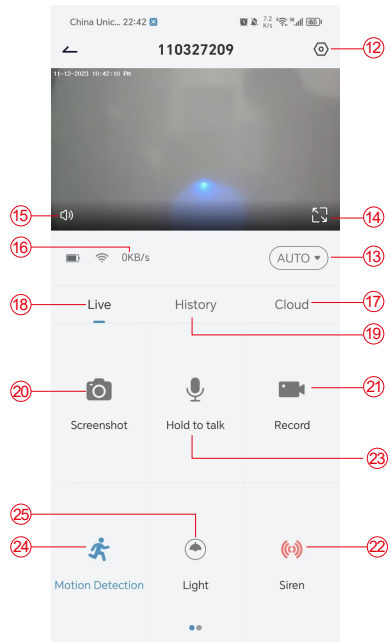 China Unic... 22:42 7.2 K/s
110327209
12
11-12-2023 10:42:10 PM
15
14
16
0KB/s
AUTO
13
18
Live
History
Cloud
17
19
20
21
Screenshot
Hold to talk
Record
23
25
24
22
Motion Detection
Light
Siren